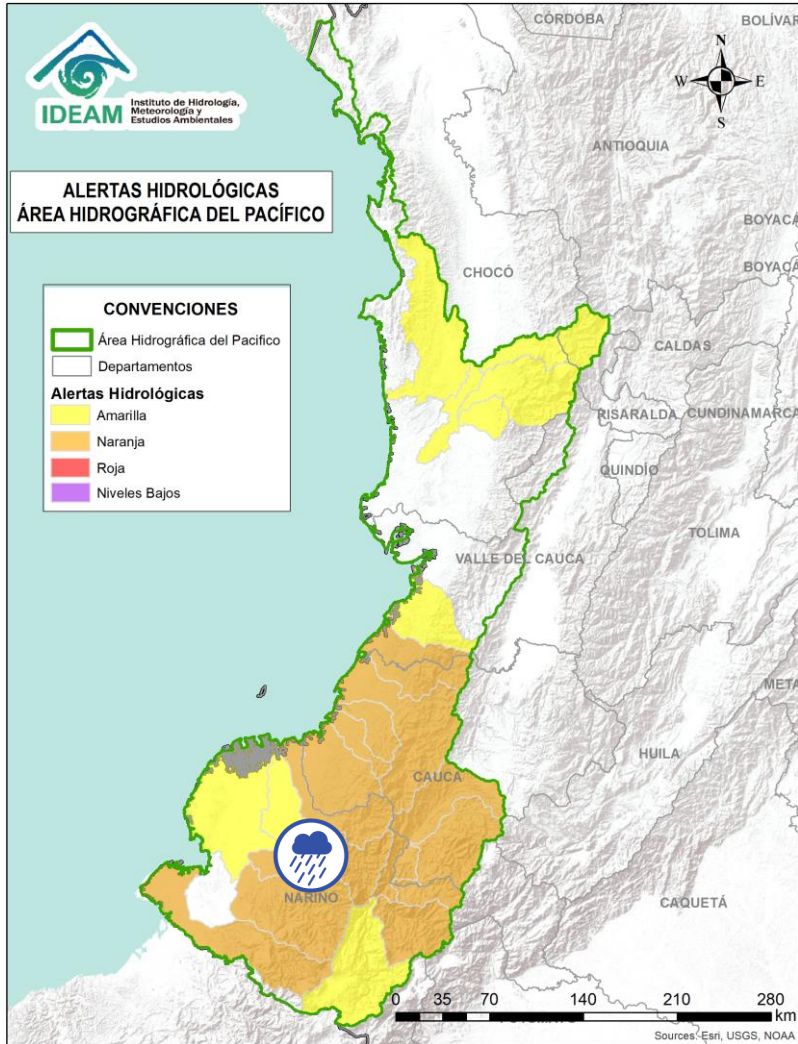 IDEAM
Instituto de Hidrología,
Meteorología y
Estudios Ambientales
ALERTAS HIDROLÓGICAS
ÁREA HIDROGRÁFICA DEL PACÍFICO
CONVENCIONES
Área Hidrográfica del Pacifico
Departamentos
Alertas Hidrológicas
Amarilla
Naranja
Roja
Niveles Bajos
N
W E
S
CÓRDOBA
BOLÍVAR
ANTIOQUIA
BOYACÁ
CHOCÓ
BOYACÁ
CALDAS
RISARALDA
CUNDINAMARCA
QUINDÍO
TOLIMA
VALLE DEL CAUCA
META
HUILA
CAUCA
NARIÑO
CAQUETÁ
0 35 70 140 210 280
km
Sources: Esri, USGS, NOAA